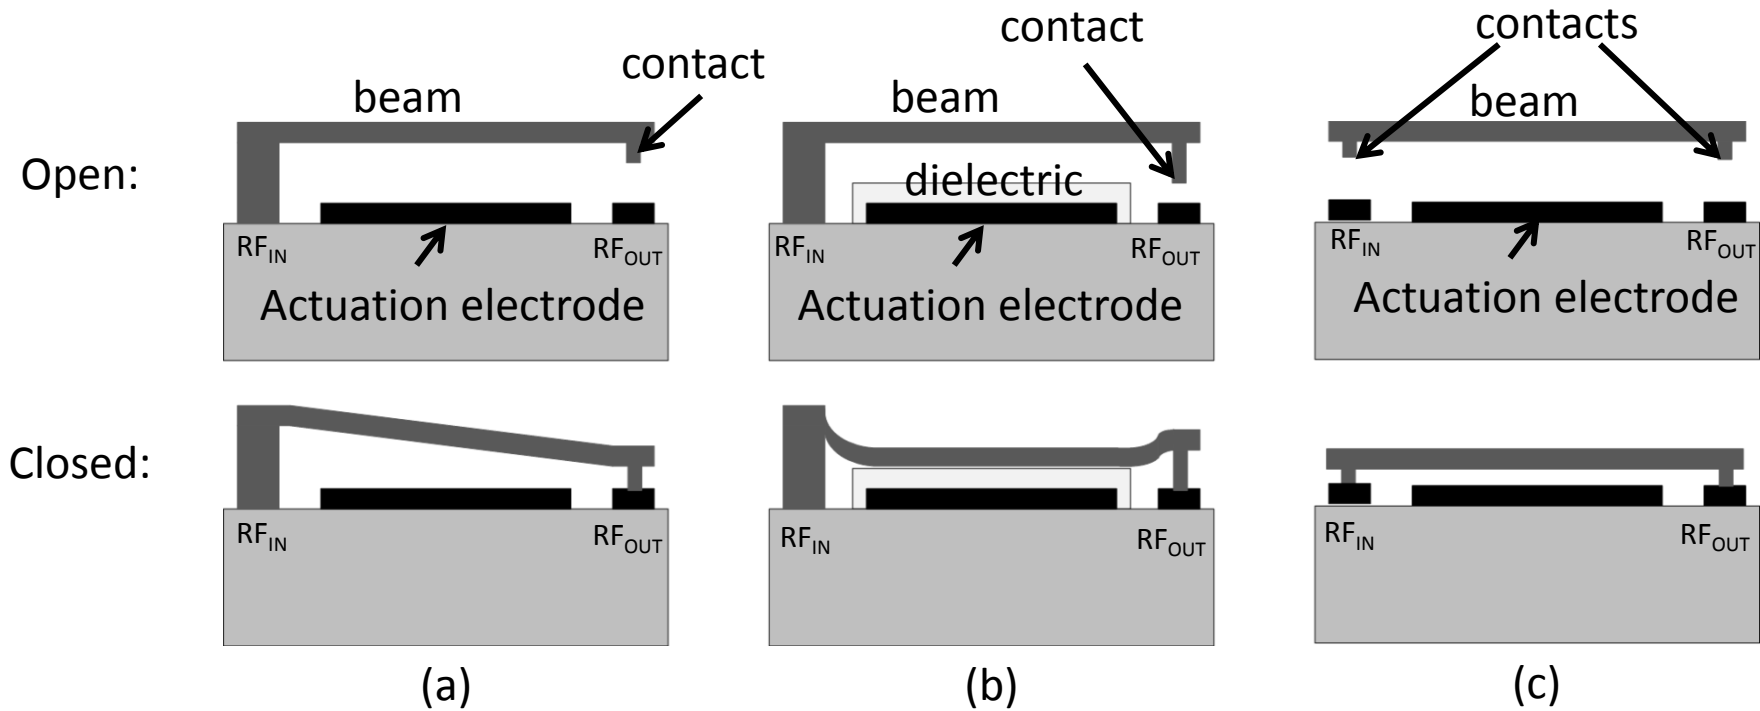 contact
beam
Open:
RF_IN
RF_OUT
Actuation electrode
contact
beam
dielectric
RF_IN
RF_OUT
Actuation electrode
contacts
beam
RF_IN
RF_OUT
Actuation electrode
Closed:
RF_IN
RF_OUT
RF_IN
RF_OUT
RF_IN
RF_OUT
(a)
(b)
(c)